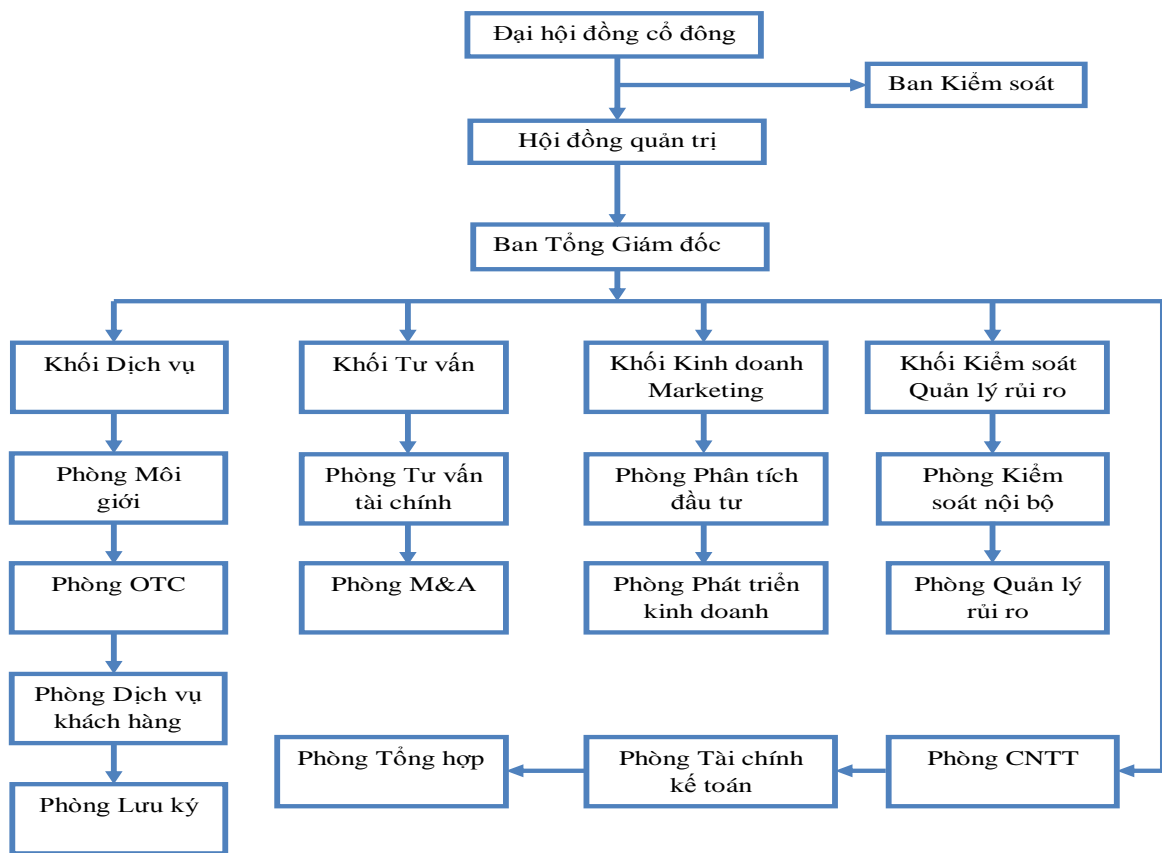 Đại hội đồng cổ đông
Ban Kiểm soát
Hội đồng quản trị
Ban Tổng Giám đốc
Khối Dịch vụ
Khối Tư vấn
Khối Kinh doanh
Marketing
Khối Kiểm soát
Quản lý rủi ro
Phòng Môi
giới
Phòng Tư vấn
tài chính
Phòng Phân tích
đầu tư
Phòng Kiểm
soát nội bộ
Phòng OTC
Phòng M&A
Phòng Phát triển
kinh doanh
Phòng Quản lý
rủi ro
Phòng Dịch vụ
khách hàng
Phòng Tổng hợp
Phòng Tài chính
kế toán
Phòng CNTT
Phòng Lưu ký